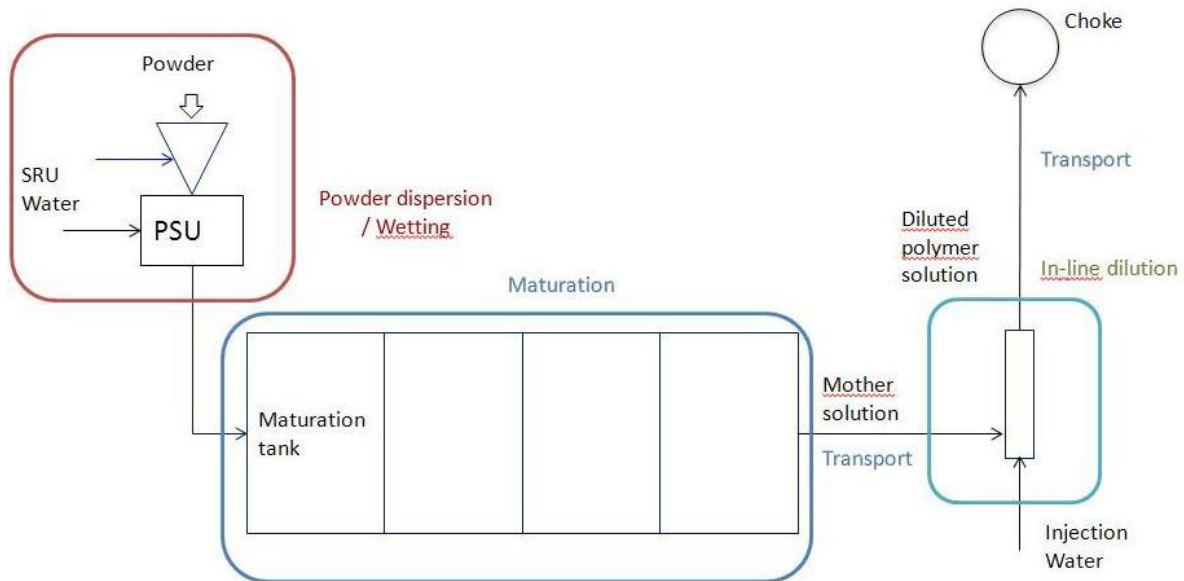 Choke
Powder
SRU
Water
PSU
Powder dispersion
/ Wetting
Transport
Diluted
polymer
solution
In-line dilution
Maturation
Maturation
tank
Mother
solution
Transport
Injection
Water